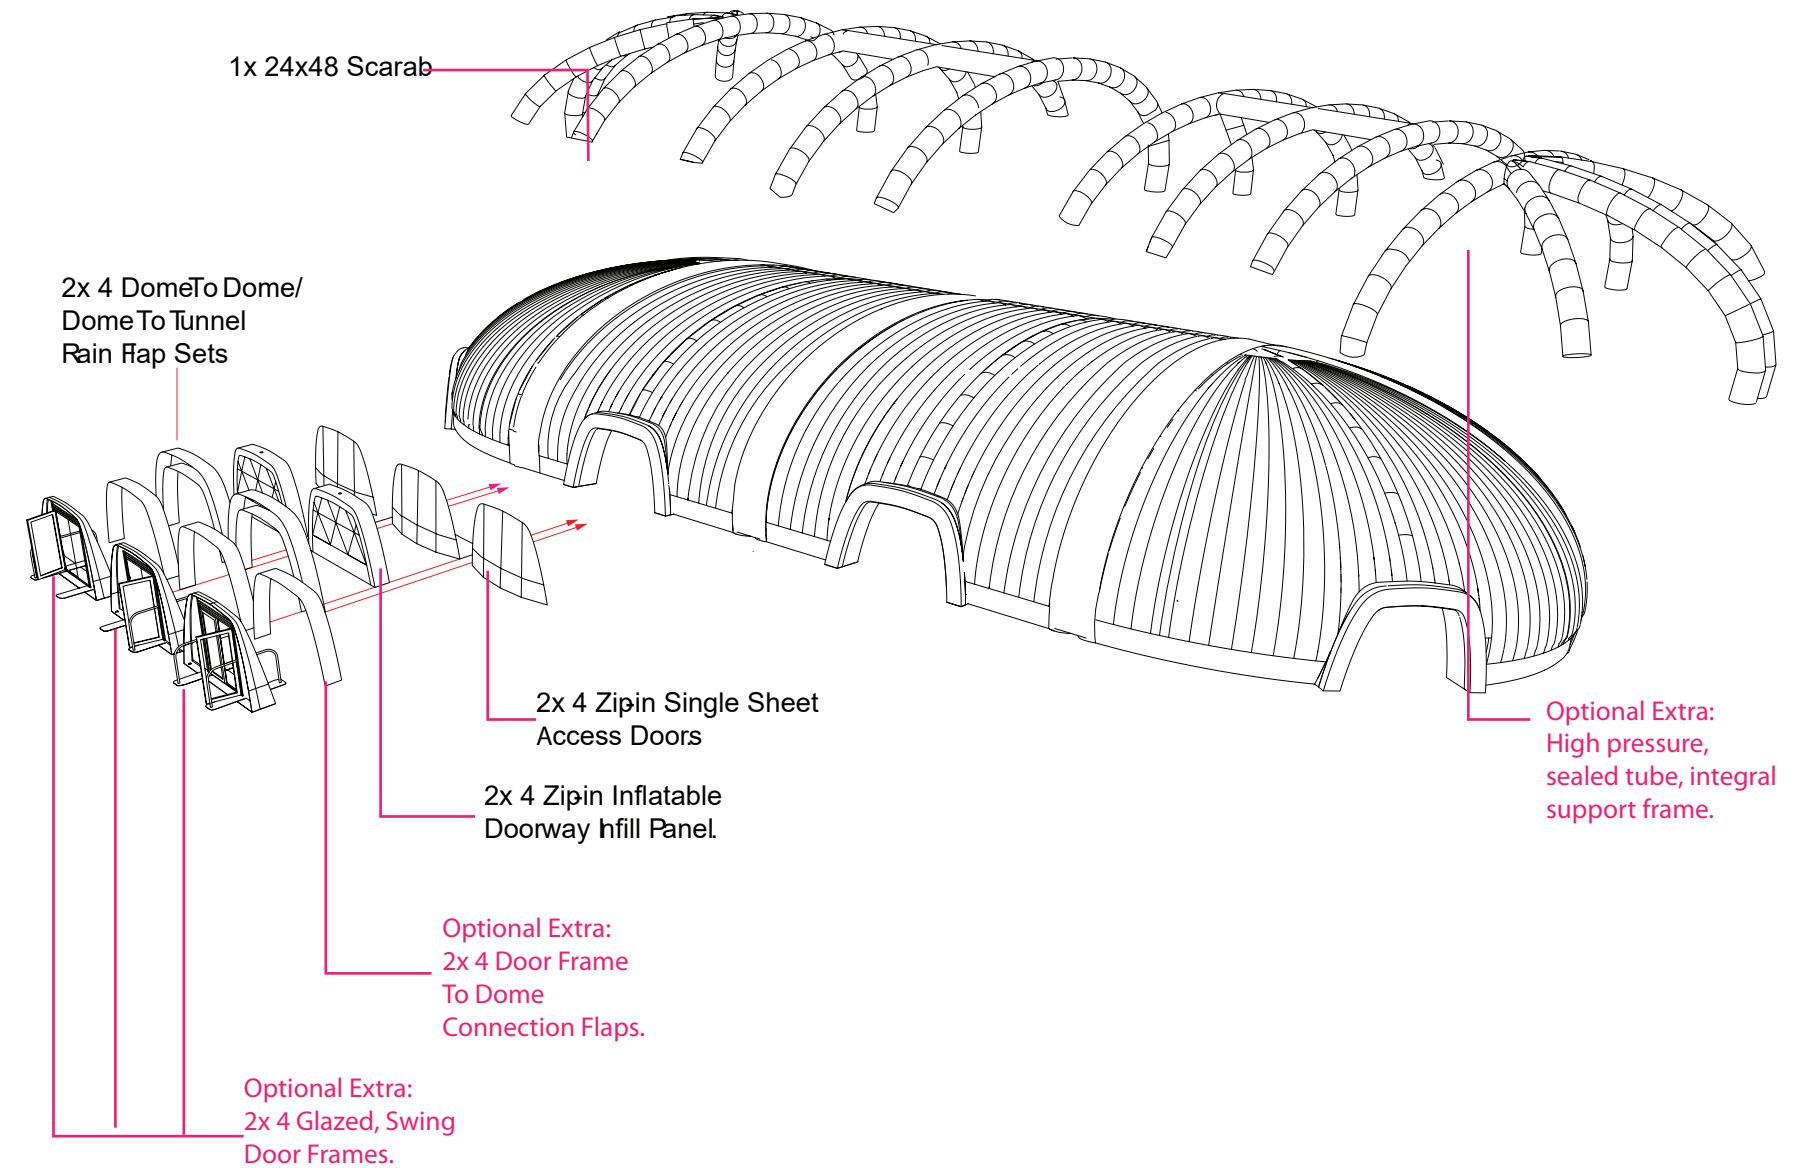 1x 24x48 Scarab
2x 4 Dome To Dome/
Dome To Tunnel
Rain Flap Sets
2x 4 Zip-in Single Sheet
Access Doors
2x 4 Zip-in Inflatable
Doorway Infill Panel.
Optional Extra:
High pressure,
sealed tube, integral
support frame.
Optional Extra:
2x 4 Door Frame
To Dome
Connection Flaps.
Optional Extra:
2x 4 Glazed, Swing
Door Frames.